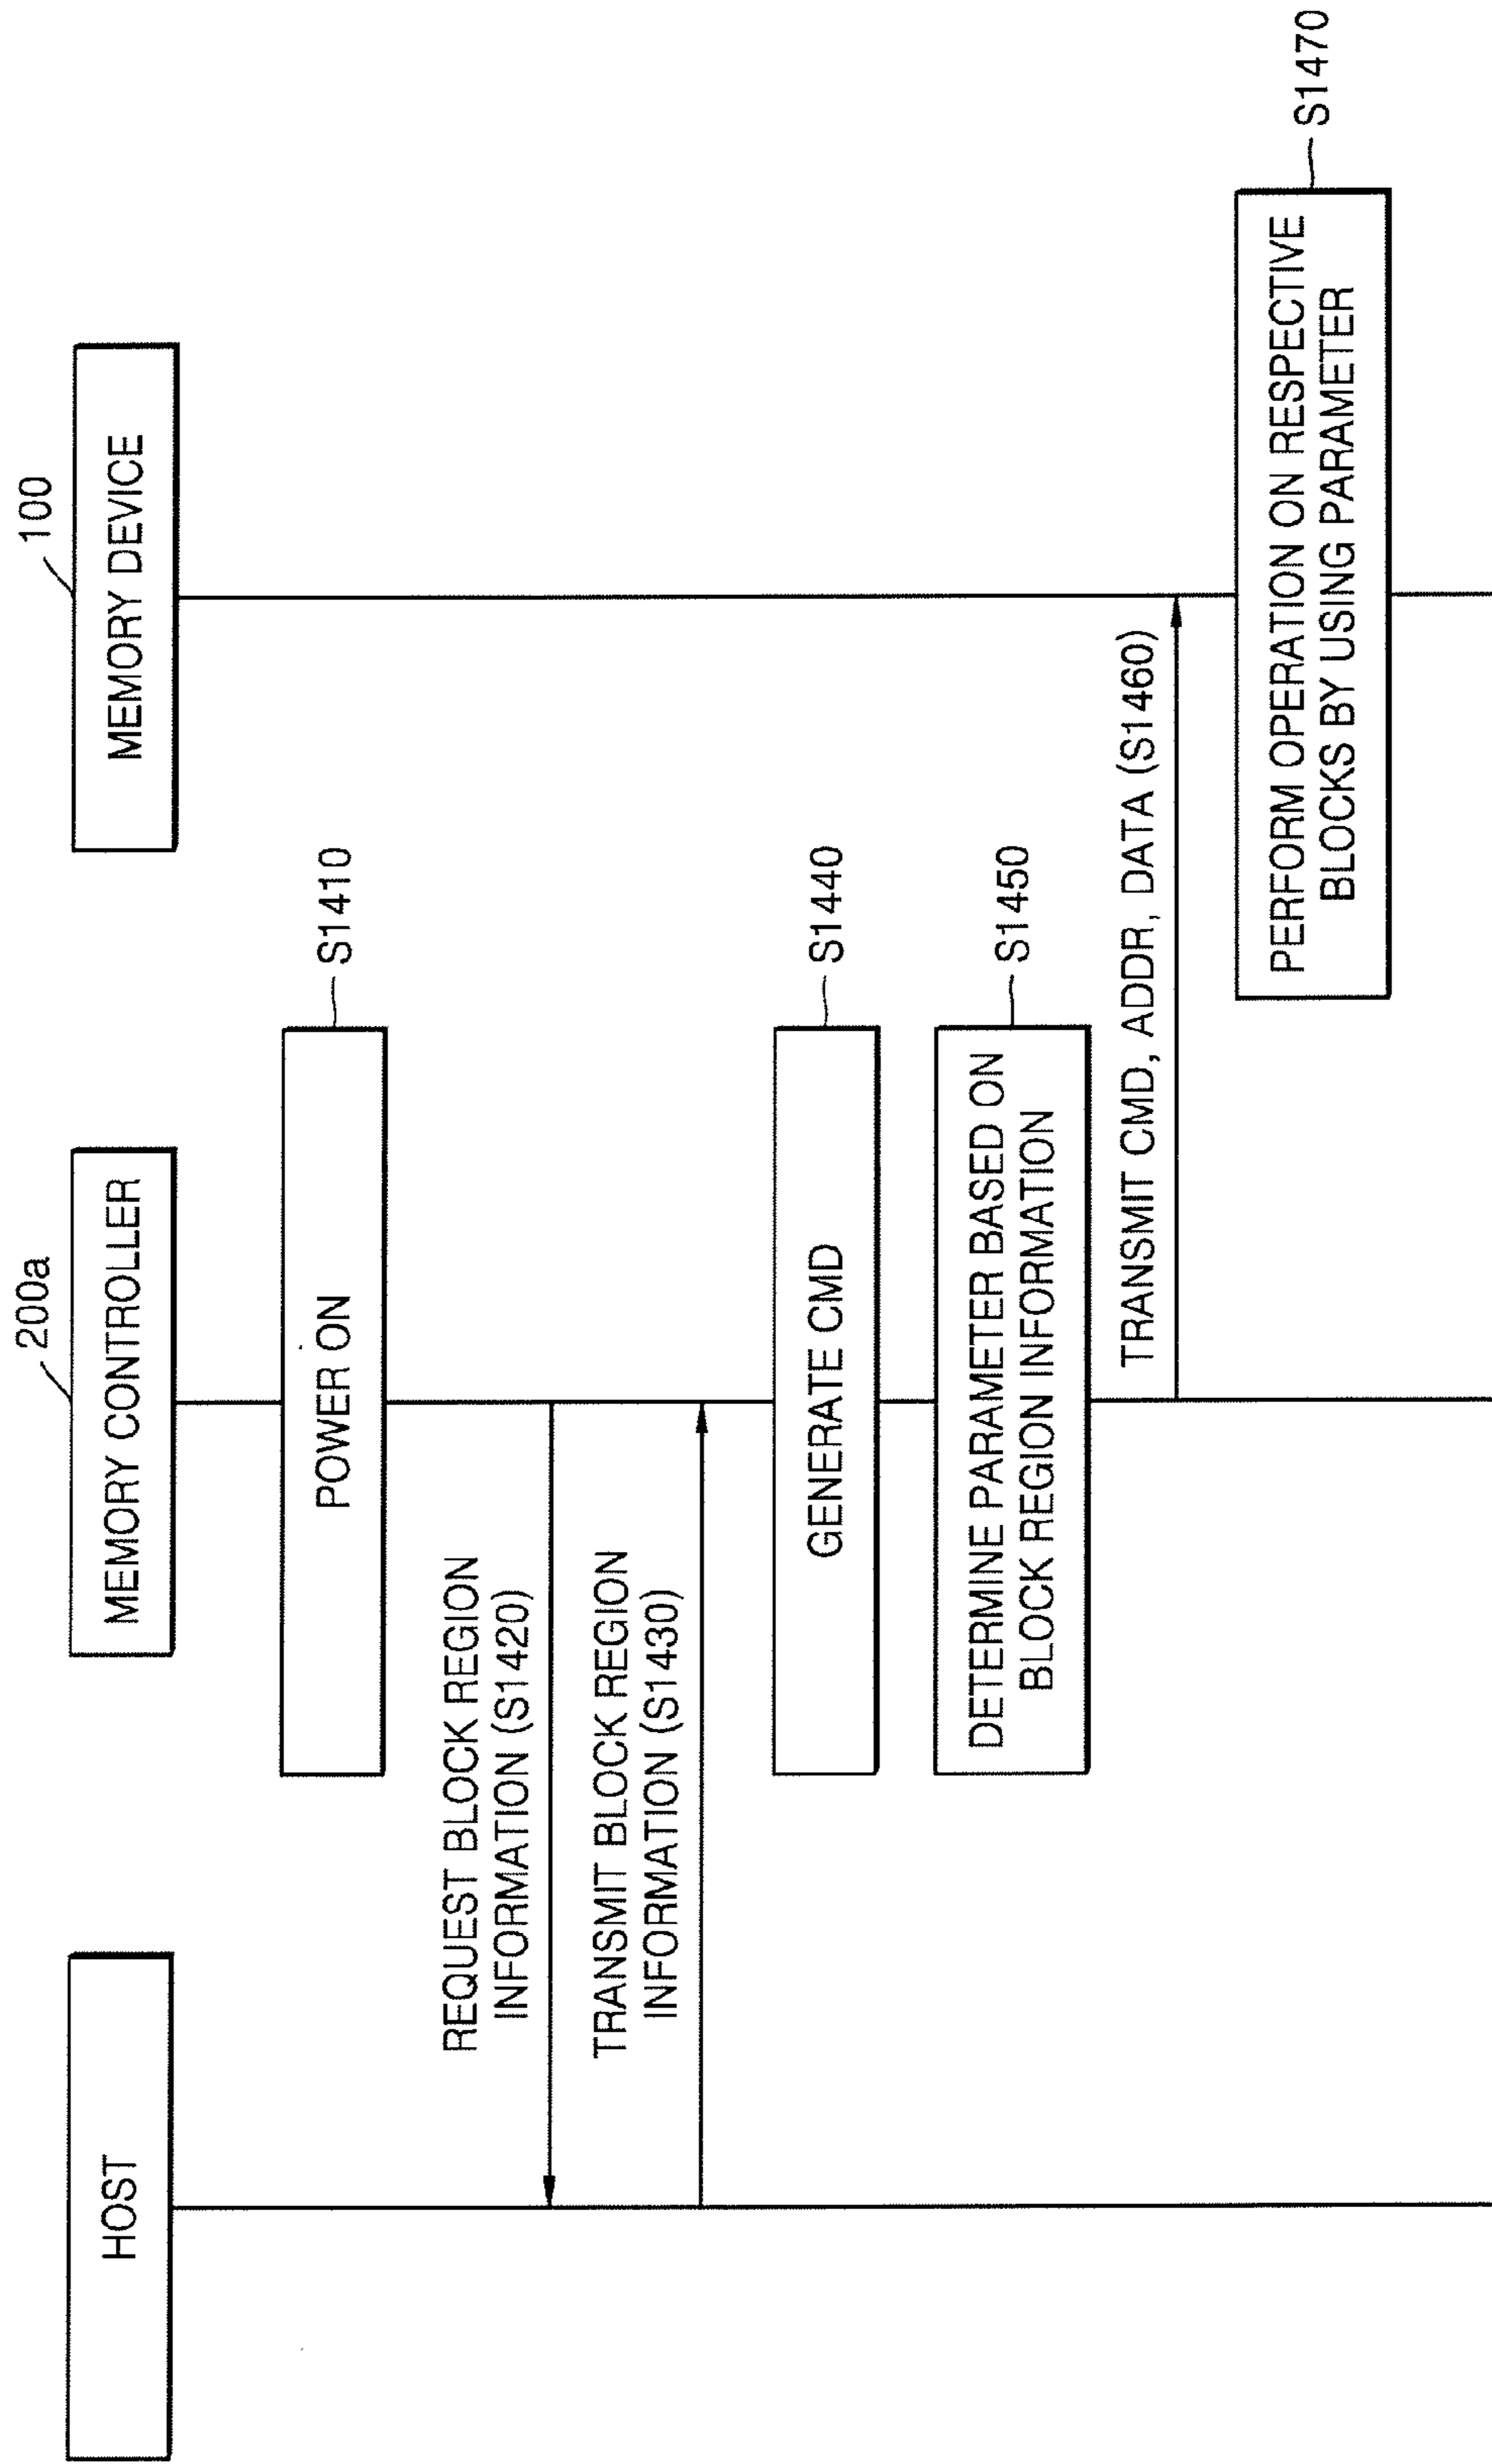 HOST
200a
MEMORY CONTROLLER
100
MEMORY DEVICE
POWER ON
S1410
REQUEST BLOCK REGION
INFORMATION (S1420)
TRANSMIT BLOCK REGION
INFORMATION (S1430)
GENERATE CMD
S1440
DETERMINE PARAMETER BASED ON
BLOCK REGION INFORMATION
S1450
TRANSMIT CMD, ADDR, DATA (S1460)
PERFORM OPERATION ON RESPECTIVE
BLOCKS BY USING PARAMETER
S1470